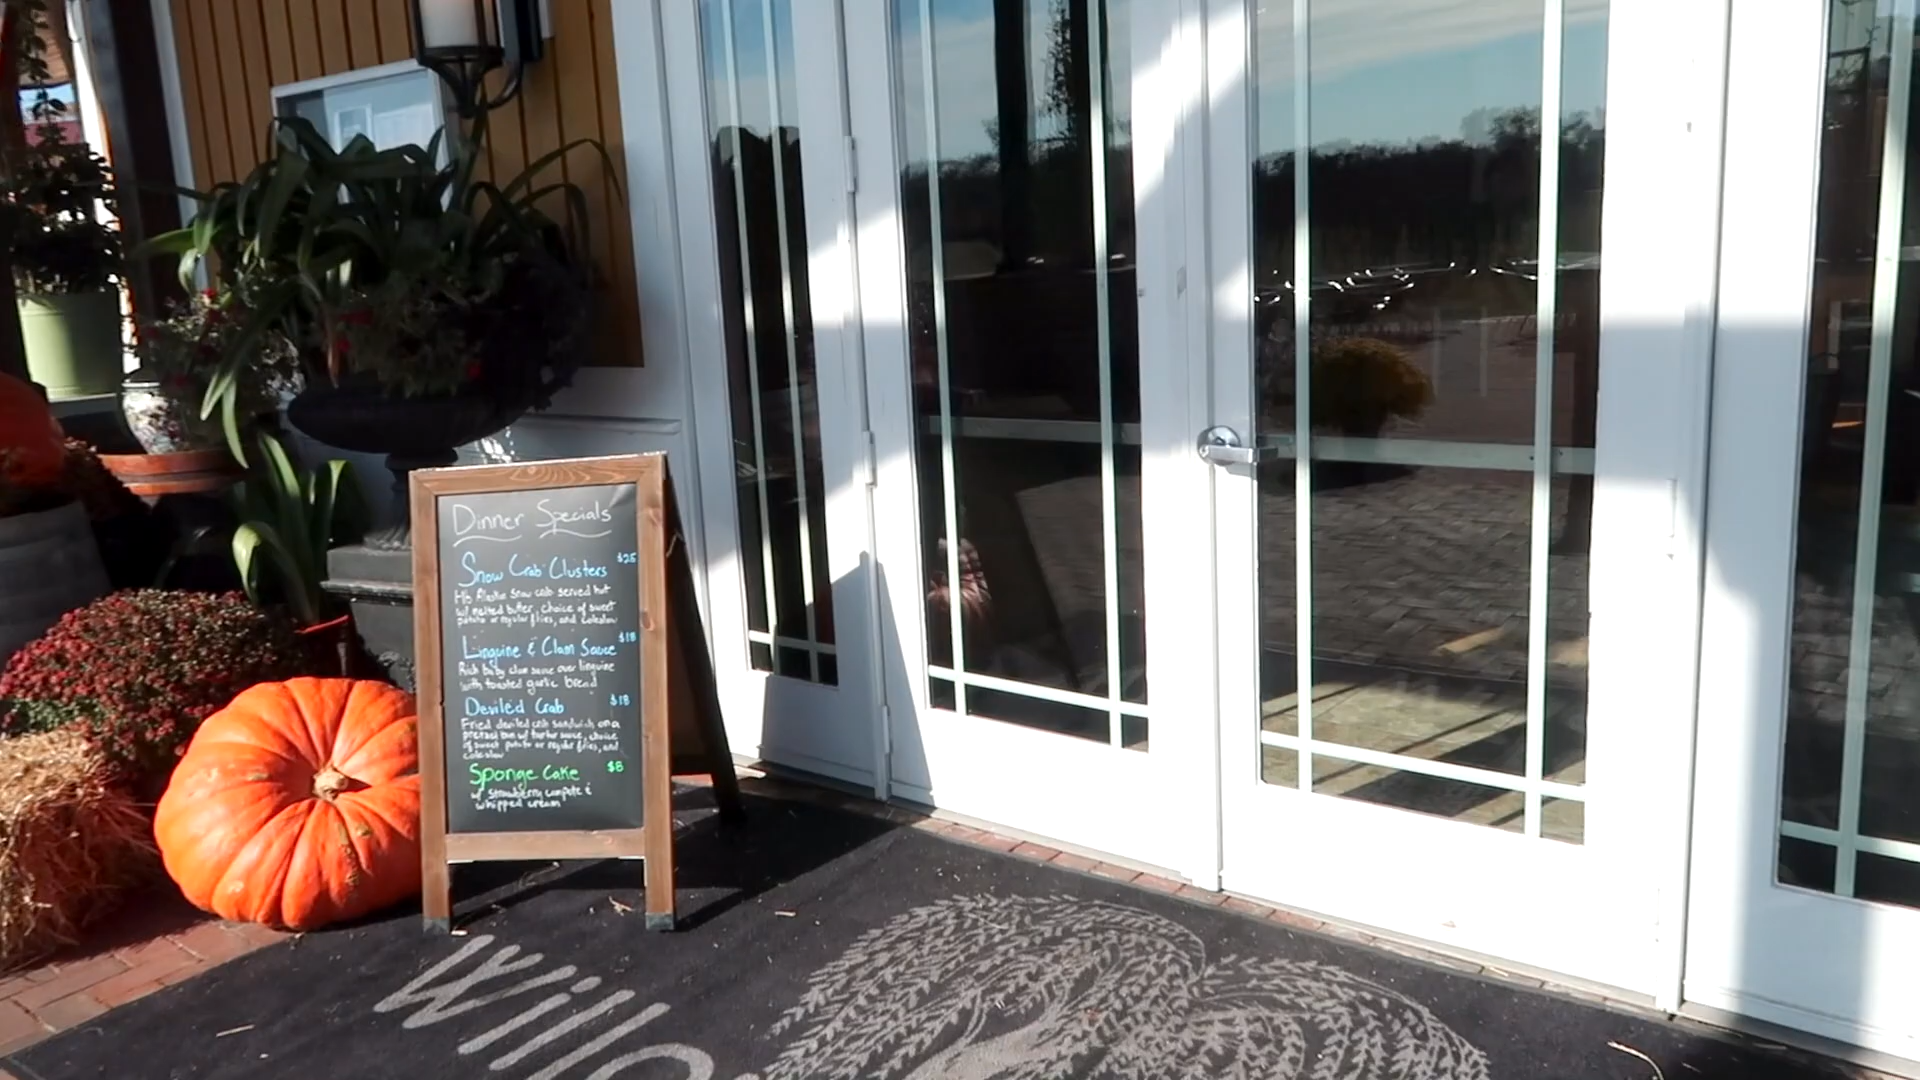 Dinner Specials
Snow Crab Clusters $25
Alaskan Snow crab served hot
w/ melted butter, choice of sweet
potato or regular fries, and coleslaw
Linguine & Clam Sauce $18
Rich baby clam sauce over linguine
with toasted garlic bread
Deviled Crab $18
Fried deviled crab sandwich on a
pretzel bun w/ tartar sauce, choice
of sweet potato or regular fries, and
coleslaw
Sponge Cake $8
w/ strawberry compote &
whipped cream
Willo